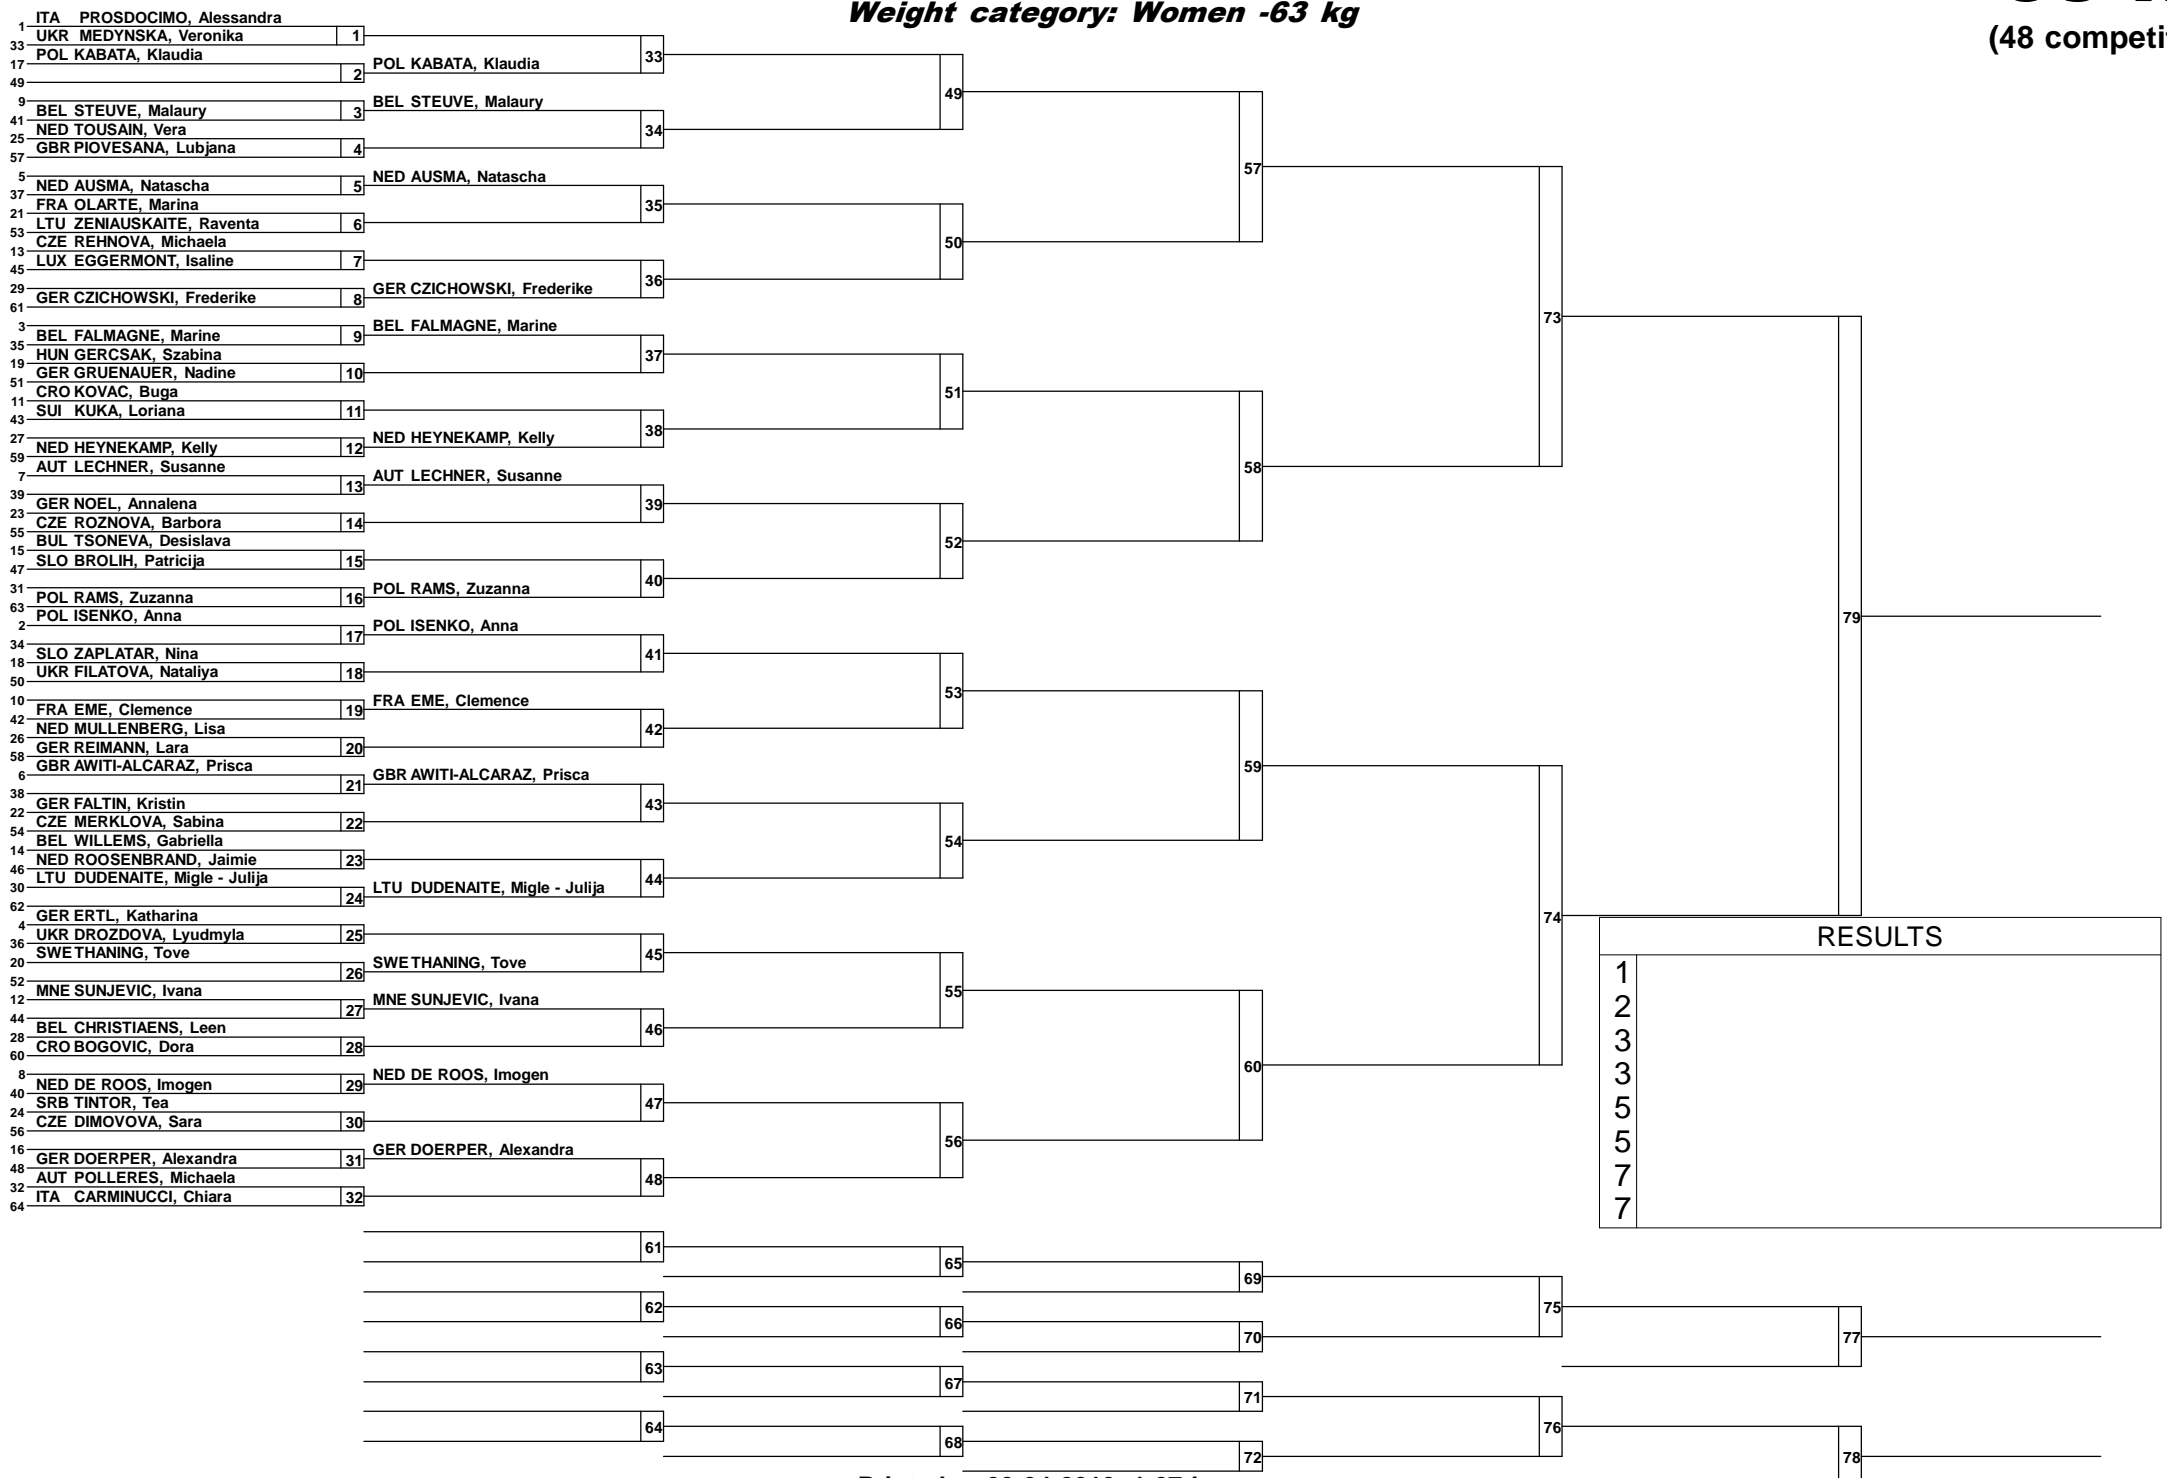 Weight category: Women -63 kg
(48 competi
1 ITA PROSDOCIMO, Alessandra
33 UKR MEDYNSKA, Veronika 1
17 POL KABATA, Klaudia
49 2 POL KABATA, Klaudia 33
9
41 BEL STEUVE, Malaury 3 BEL STEUVE, Malaury
25 NED TOUSAIN, Vera
57 GBR PIOVESANA, Lubjana 4 34 49
5
37 NED AUSMA, Natascha 5 NED AUSMA, Natascha
21 FRA OLARTE, Marina
53 LTU ZENIAUSKAITE, Raventa 6 35
13 CZE REHNOVA, Michaela
45 LUX EGGERMONT, Isaline 7
29
61 GER CZICHOWSKI, Frederike 8 GER CZICHOWSKI, Frederike 36 50 57
3
35 BEL FALMAGNE, Marine 9 BEL FALMAGNE, Marine
19 HUN GERCSAK, Szabina
51 GER GRUENAUER, Nadine 10 37
11 CRO KOVAC, Buga
43 SUI KUKA, Loriana 11
27
59 NED HEYNEKAMP, Kelly 12 NED HEYNEKAMP, Kelly 38 51
7 AUT LECHNER, Susanne
39 13 AUT LECHNER, Susanne
23 GER NOEL, Annalena
55 CZE ROZNOVA, Barbora 14 39
15 BUL TSONEVA, Desislava
47 SLO BROLIH, Patricija 15
31
63 POL RAMS, Zuzanna 16 POL RAMS, Zuzanna 40 52 58 73
2 POL ISENKO, Anna
34 17 POL ISENKO, Anna
18 SLO ZAPLATAR, Nina
50 UKR FILATOVA, Nataliya 18 41
10
42 FRA EME, Clemence 19 FRA EME, Clemence
26 NED MULLENBERG, Lisa
58 GER REIMANN, Lara 20 42 53
6 GBR AWITI-ALCARAZ, Prisca
38 21 GBR AWITI-ALCARAZ, Prisca
22 GER FALTIN, Kristin
54 CZE MERKLOVA, Sabina 22 43
14 BEL WILLEMS, Gabriella
46 NED ROOSENBRAND, Jaimie 23
30 LTU DUDENAITE, Migle - Julija
62 24 LTU DUDENAITE, Migle - Julija 44 54 59
4 GER ERTL, Katharina
36 UKR DROZDOVA, Lyudmyla 25
20 SWE THANING, Tove
52 26 SWE THANING, Tove 45
12 MNE SUNJEVIC, Ivana
44 27 MNE SUNJEVIC, Ivana
28 BEL CHRISTIAENS, Leen
60 CRO BOGOVIC, Dora 28 46 55
8
40 NED DE ROOS, Imogen 29 NED DE ROOS, Imogen
24 SRB TINTOR, Tea
56 CZE DIMOVOVA, Sara 30 47
16
48 GER DOERPER, Alexandra 31 GER DOERPER, Alexandra
32 AUT POLLERES, Michaela
64 ITA CARMINUCCI, Chiara 32 48 56 60 74 79
RESULTS
1
2
3
3
5
5
7
7
61 65 69
62 66 70 75 77
63 67 71
64 68 72 76 78